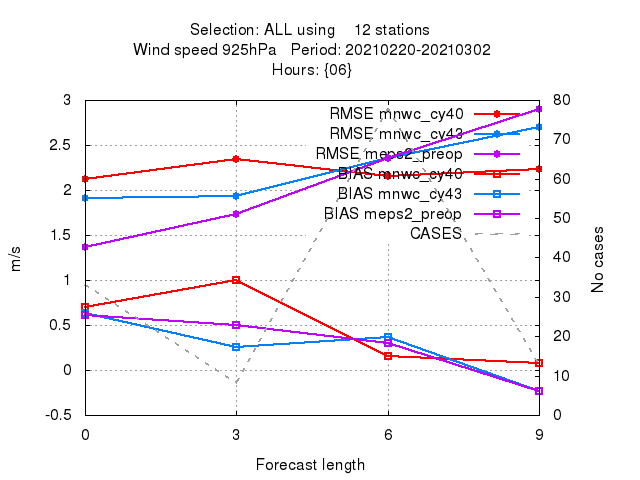 Selection: ALL using 12 stations
Wind speed 925hPa Period: 20210220-20210302
Hours: {06}
3
2.5
2
1.5
1
0.5
0
-0.5
m/s
80
70
60
50
40
30
20
10
0
No cases
RMSE mnwc_cy40
RMSE mnwc_cy43
RMSE meps2_preop
BIAS mnwc_cy40
BIAS mnwc_cy43
BIAS meps2_preop
CASES
0 3 6 9
Forecast length